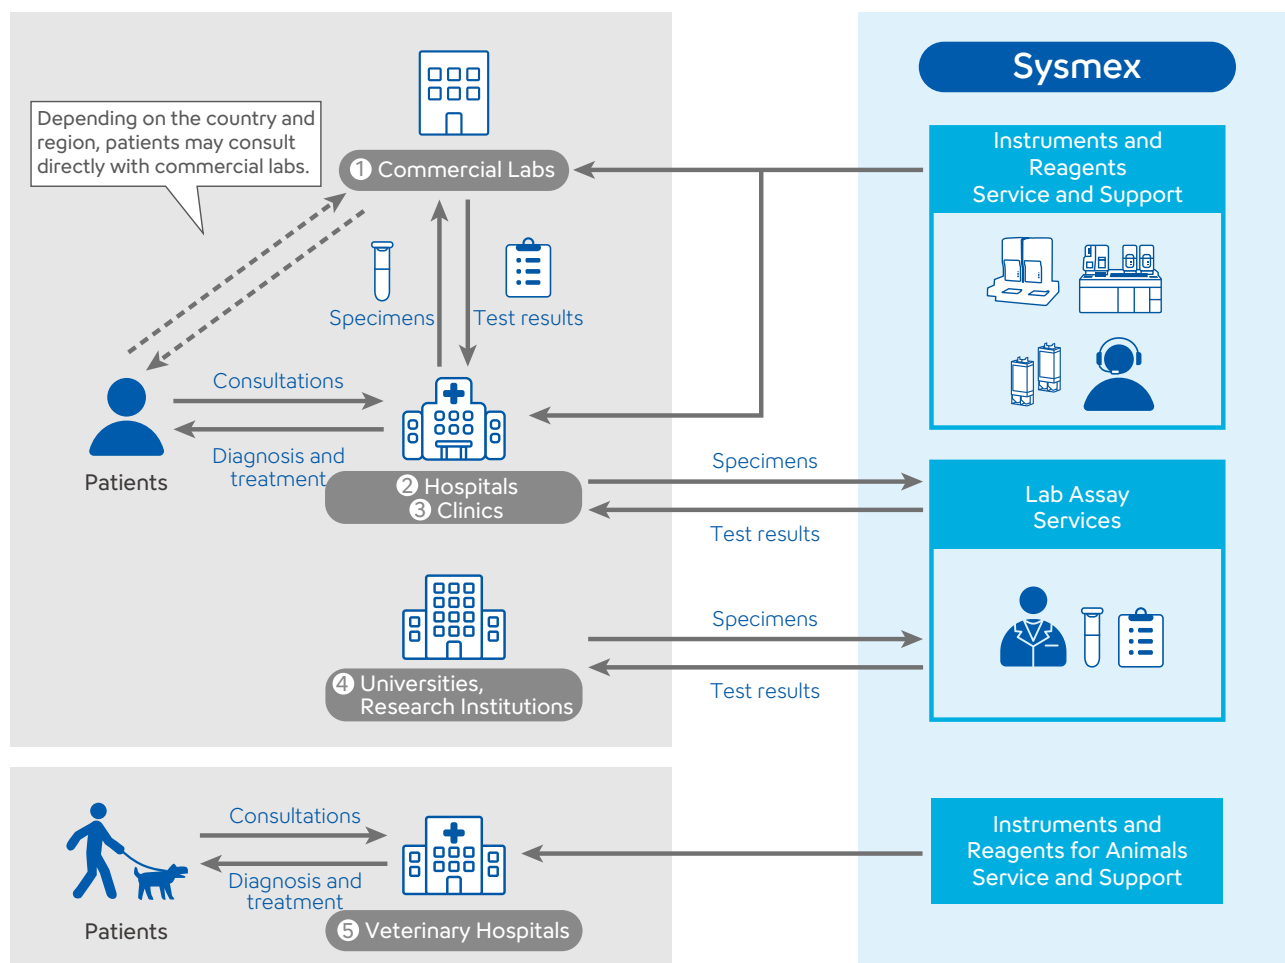 Sysmex
Depending on the country and
region, patients may consult
directly with commercial labs.
1 Commercial Labs
Instruments and
Reagents
Service and Support
Specimens
Test results
Consultations
Diagnosis and
treatment
Patients
2 Hospitals
3 Clinics
Specimens
Test results
Lab Assay
Services
4 Universities,
Research Institutions
Specimens
Test results
Consultations
Diagnosis and
treatment
Patients
5 Veterinary Hospitals
Instruments and
Reagents for Animals
Service and Support